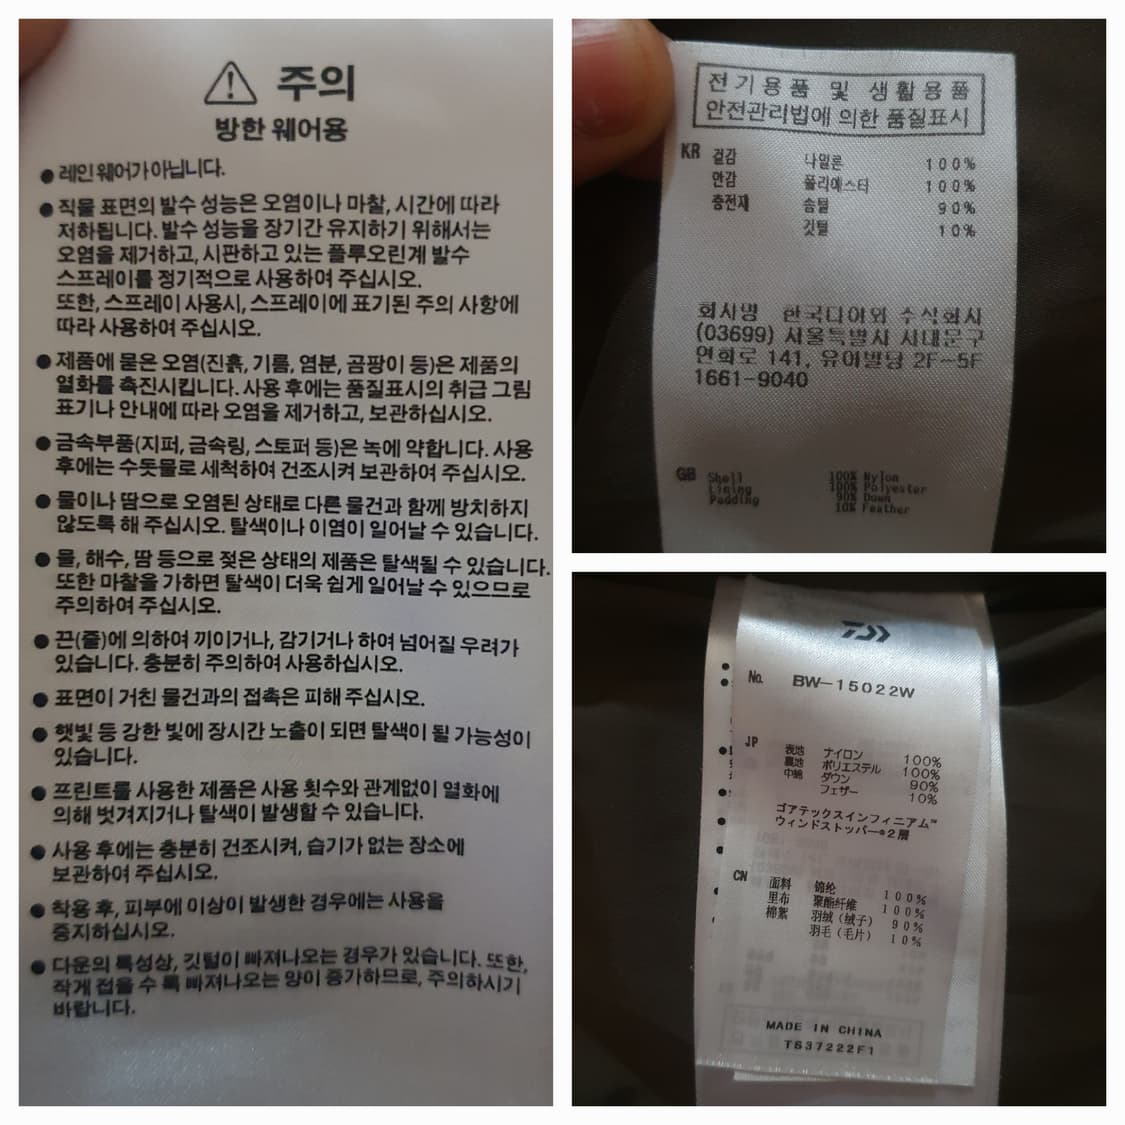 주의
방한 웨어용
● 레인 웨어가 아닙니다.
● 직물 표면의 발수 성능은 오염이나 마찰, 시간에 따라
저하됩니다. 발수 성능을 장기간 유지하기 위해서는
오염을 제거하고, 시판하고 있는 플루오린계 발수
스프레이를 정기적으로 사용하여 주십시오.
또한, 스프레이 사용시, 스프레이에 표기된 주의 사항에
따라 사용하여 주십시오.
● 제품에 묻은 오염(진흙, 기름, 염분, 곰팡이 등)은 제품의
열화를 촉진시킵니다. 사용 후에는 품질표시의 취급 그림
표기나 안내에 따라 오염을 제거하고, 보관하십시오.
● 금속부품(지퍼, 금속링, 스토퍼 등)은 녹에 약합니다. 사용
후에는 수돗물로 세척하여 건조시켜 보관하여 주십시오.
● 물이나 땀으로 오염된 상태로 다른 물건과 함께 방치하지
않도록 해 주십시오. 탈색이나 이염이 일어날 수 있습니다.
● 물, 해수, 땀 등으로 젖은 상태의 제품은 탈색될 수 있습니다.
또한 마찰을 가하면 탈색이 더욱 쉽게 일어날 수 있으므로
주의하여 주십시오.
● 끈(줄)에 의하여 끼이거나, 감기거나 하여 넘어질 우려가
있습니다. 충분히 주의하여 사용하십시오.
● 표면이 거친 물건과의 접촉은 피해 주십시오.
● 햇빛 등 강한 빛에 장시간 노출이 되면 탈색이 될 가능성이
있습니다.
● 프린트를 사용한 제품은 사용 횟수와 관계없이 열화에
의해 벗겨지거나 탈색이 발생할 수 있습니다.
● 사용 후에는 충분히 건조시켜, 습기가 없는 장소에
보관하여 주십시오.
● 착용 후, 피부에 이상이 발생한 경우에는 사용을
중지하십시오.
● 다운의 특성상, 깃털이 빠져나오는 경우가 있습니다. 또한,
작게 접을 수 록 빠져나오는 양이 증가하므로, 주의하시기
바랍니다.
전기용품 및 생활용품
안전관리법에 의한 품질표시
KR 겉감 나일론 100%
안감 폴리에스터 100%
충전재 솜털 90%
깃털 10%
회사명 한국다이와 주식회사
(03699) 서울특별시 서대문구
연희로 141, 유아빌딩 2F-5F
1661-9040
GB Shell 100% Nylon
Lining 100% Polyester
Padding 90% Down
10% Feather
No. BW-15022W
JP 表地 ナイロン 100%
裏地 ポリエステル 100%
中綿 ダウン 90%
フェザー 10%
ゴアテックスインフィニアム™
ウィンドストッパー®2層
CN 面料 锦纶 100%
里布 聚酯纤维 100%
棉絮 羽绒(绒子) 90%
羽毛(毛片) 10%
MADE IN CHINA
TS37222F1